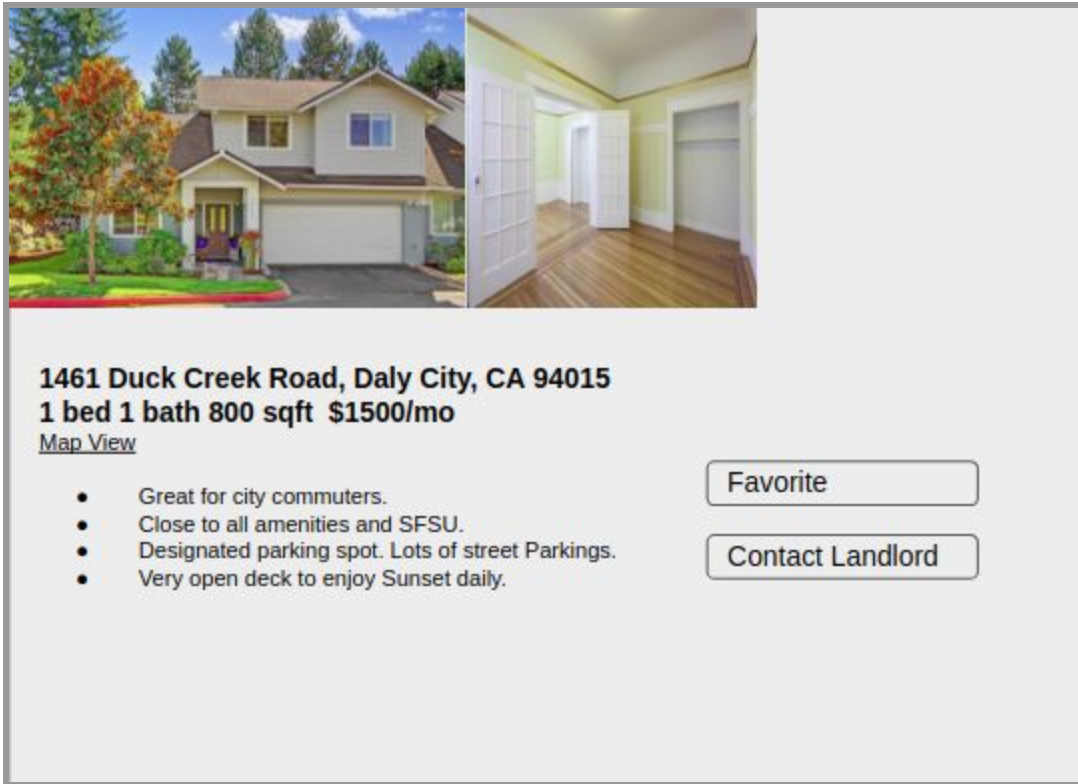 1461 Duck Creek Road, Daly City, CA 94015
1 bed 1 bath 800 sqft  $1500/mo
Map View
● Great for city commuters.
● Close to all amenities and SFSU.
● Designated parking spot. Lots of street Parkings.
● Very open deck to enjoy Sunset daily.
Favorite
Contact Landlord